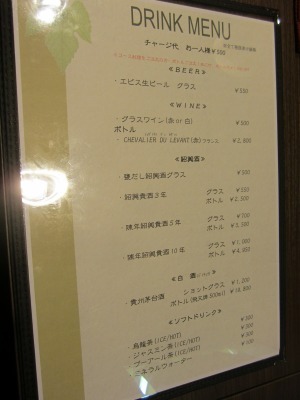 DRINK MENU
チャージ代 お一人様 ¥500
≪BEER≫
・エビス生ビール グラス ¥550
≪WINE≫
・グラスワイン(赤 or 白) ¥500
ボトル
・CHEVALIER DU LEVANT(赤)フランス ¥2,800
≪紹興酒≫
・甕だし紹興酒グラス ¥500
・紹興貴酒3年 グラス ¥550
ボトル ¥2,500
・陳年紹興貴酒5年 グラス ¥700
ボトル ¥3,500
・陳年紹興貴酒10年 グラス ¥1,000
ボトル ¥4,900
≪白酒≫
・貴州茅台酒 シミットグラス ¥1,200
≪ソフトドリンク≫
・烏龍茶(ICE/HOT) ¥300
・ジャスミン茶(ICE/HOT) ¥300
・プーアール茶(ICE/HOT) ¥300
・ミネラルウォーター